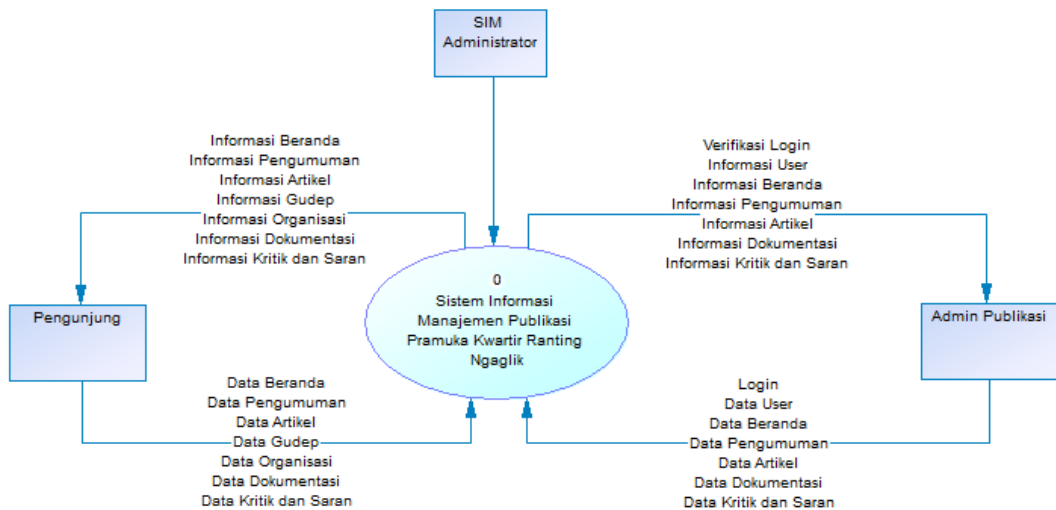 SIM
Administrator
Informasi Beranda
Informasi Pengumuman
Informasi Artikel
Informasi Gudep
Informasi Organisasi
Informasi Dokumentasi
Informasi Kritik dan Saran
Verifikasi Login
Informasi User
Informasi Beranda
Informasi Pengumuman
Informasi Artikel
Informasi Dokumentasi
Informasi Kritik dan Saran
Pengunjung
0
Sistem Informasi
Manajemen Publikasi
Pramuka Kwartir Ranting
Ngaglik
Admin Publikasi
Data Beranda
Data Pengumuman
Data Artikel
Data Gudep
Data Organisasi
Data Dokumentasi
Data Kritik dan Saran
Login
Data User
Data Beranda
Data Pengumuman
Data Artikel
Data Dokumentasi
Data Kritik dan Saran